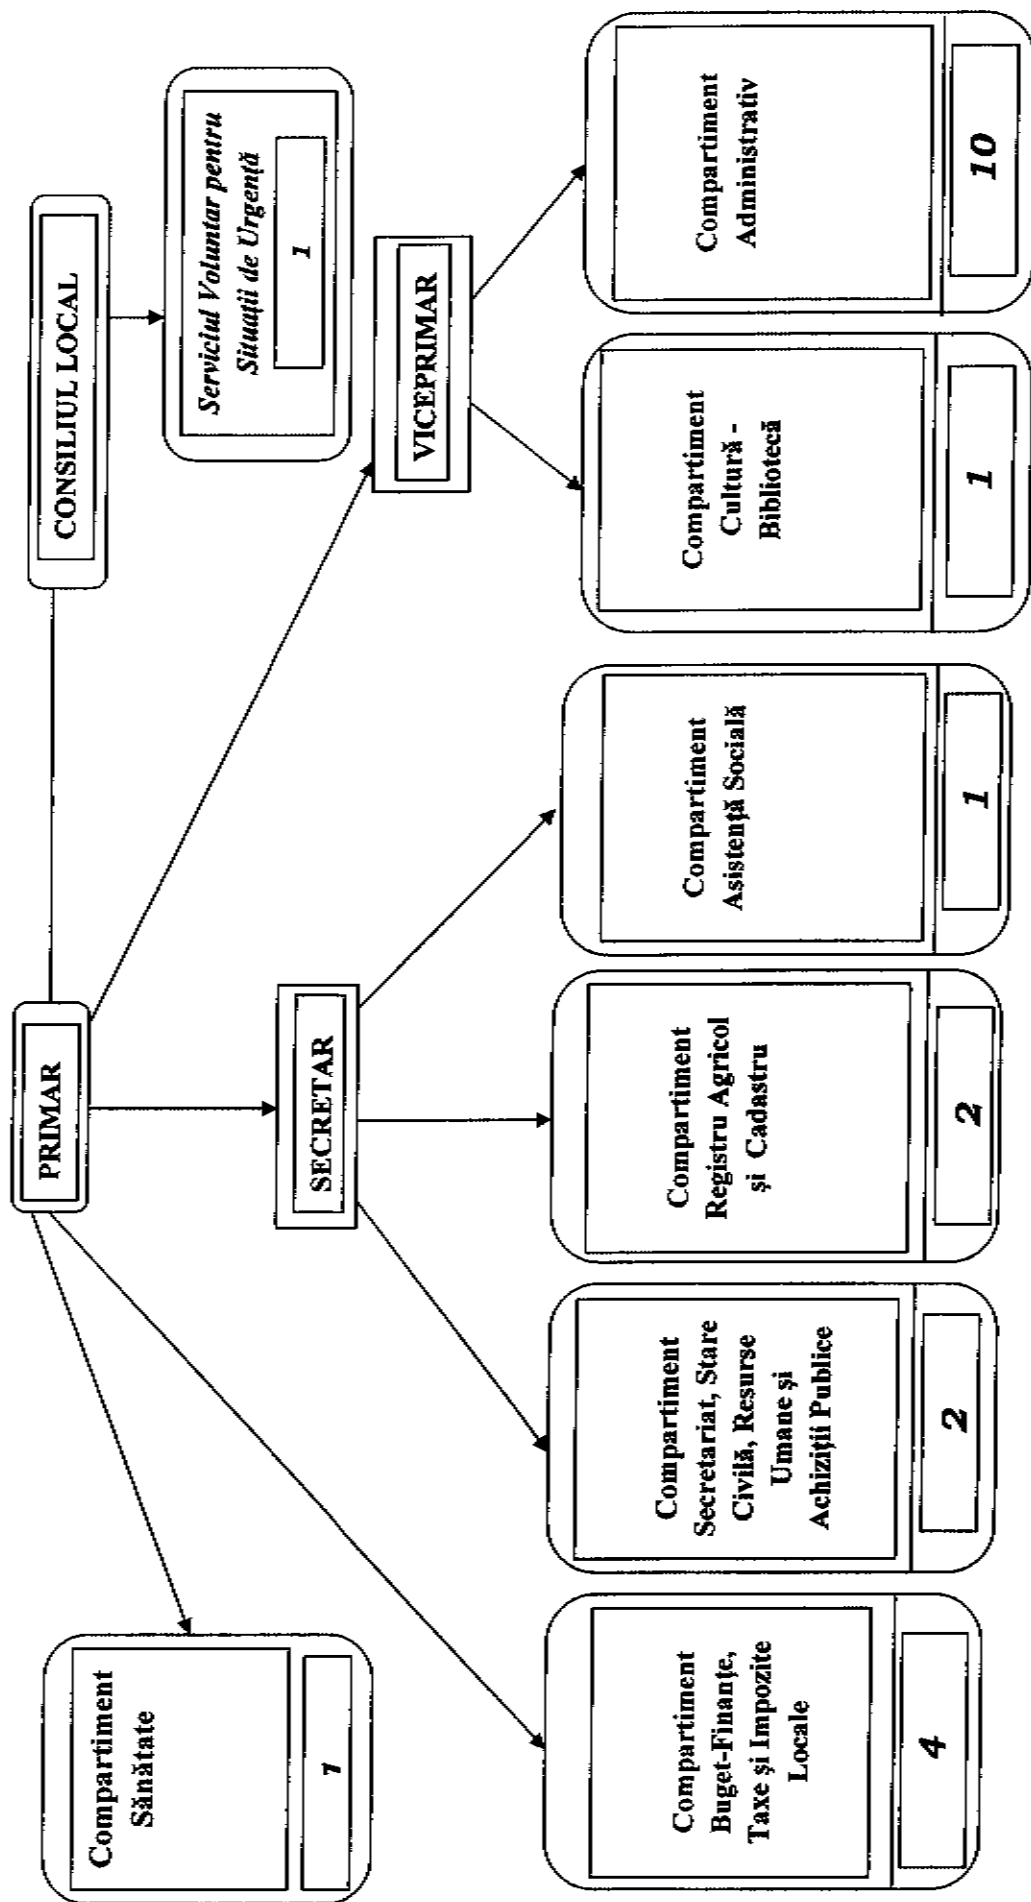 PRIMAR
CONSILIUL LOCAL
Compartiment
Sănătate
Serviciul Voluntar pentru
Situații de Urgență
1
SECRETAR
VICEPRIMAR
Compartiment
Buget-Finanțe,
Taxe și Impozite
Locale
4
Compartiment
Secretariat, Stare
Civilă, Resurse
Umane și
Achiziții Publice
2
Compartiment
Registru Agricol
și Cadastru
2
Compartiment
Asistență Socială
1
Compartiment
Cultură -
Bibliotecă
1
Compartiment
Administrativ
10